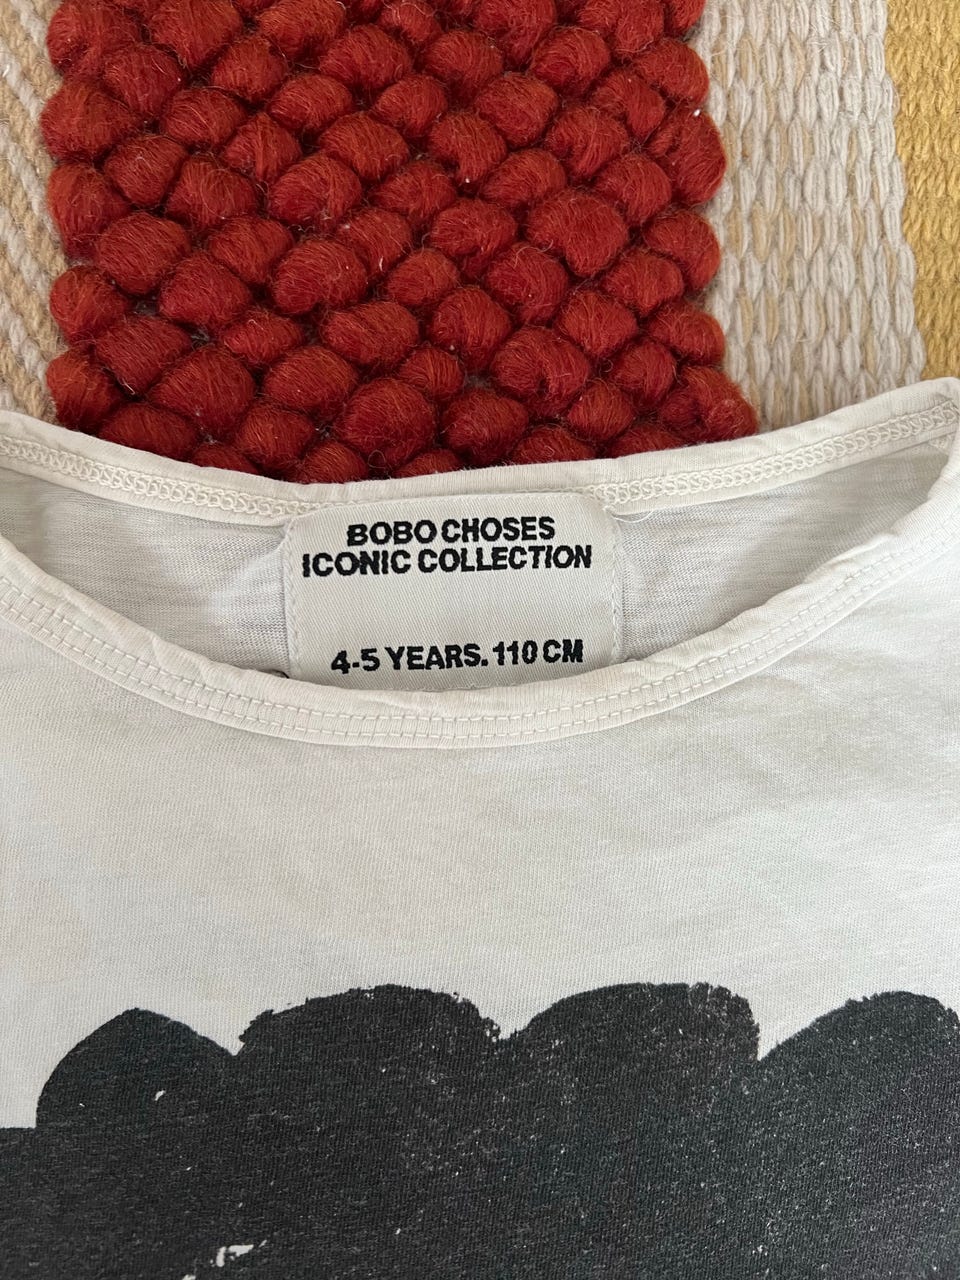 BOBO CHOSES
ICONIC COLLECTION
4-5 YEARS. 110 CM